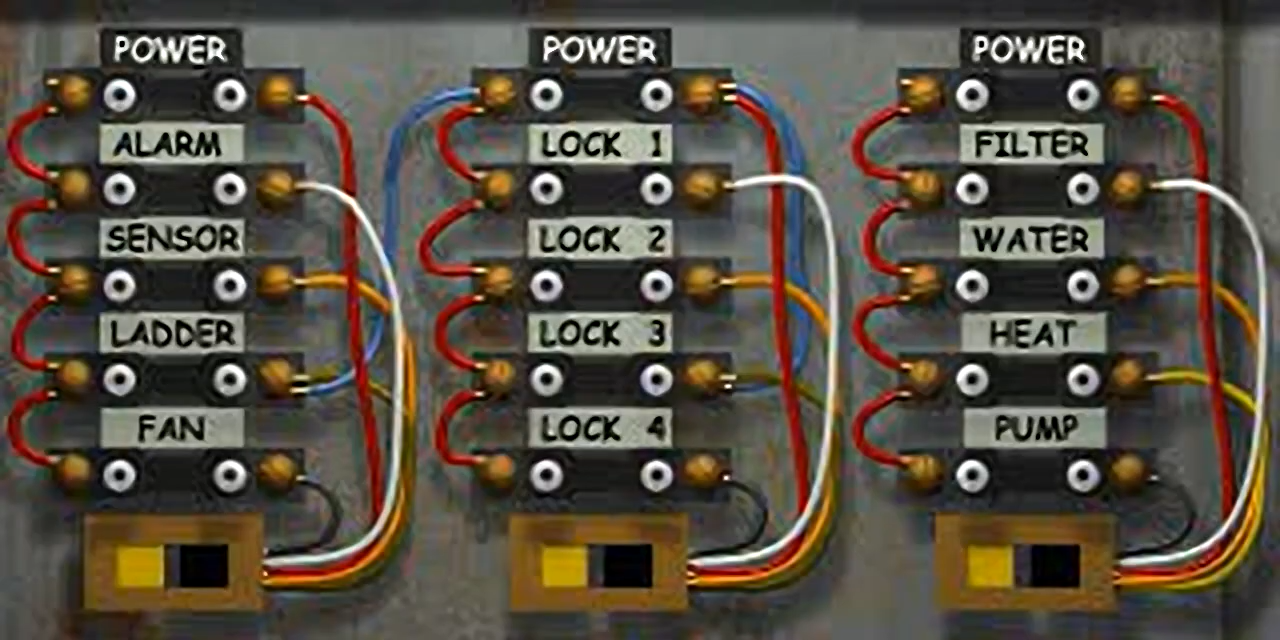 POWER
ALARM
SENSOR
LADDER
FAN
POWER
LOCK 1
LOCK 2
LOCK 3
LOCK 4
POWER
FILTER
WATER
HEAT
PUMP